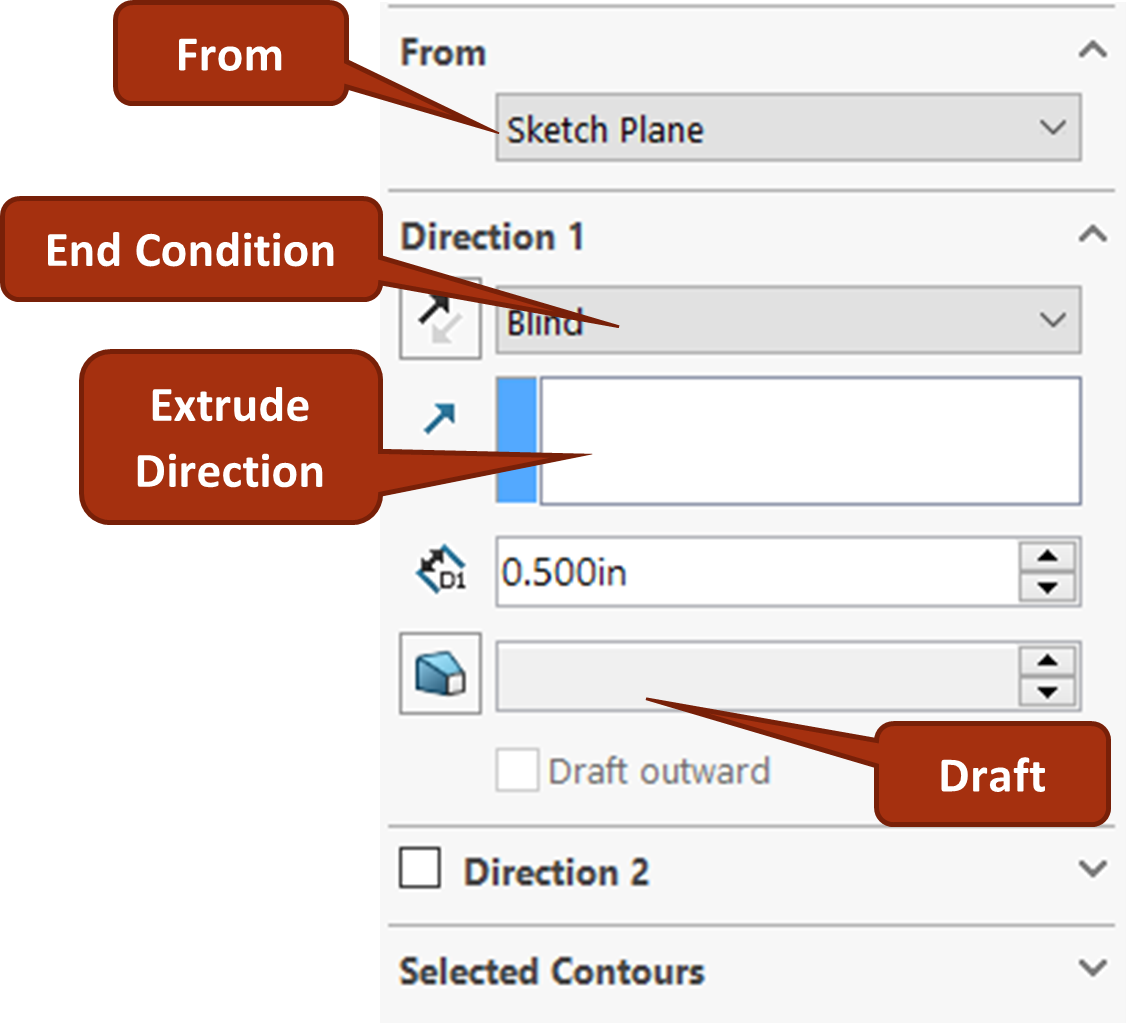 From
From
Sketch Plane
End Condition
Direction 1
Blind
Extrude
Direction
D1
0.500in
Draft outward
Draft
Direction 2
Selected Contours